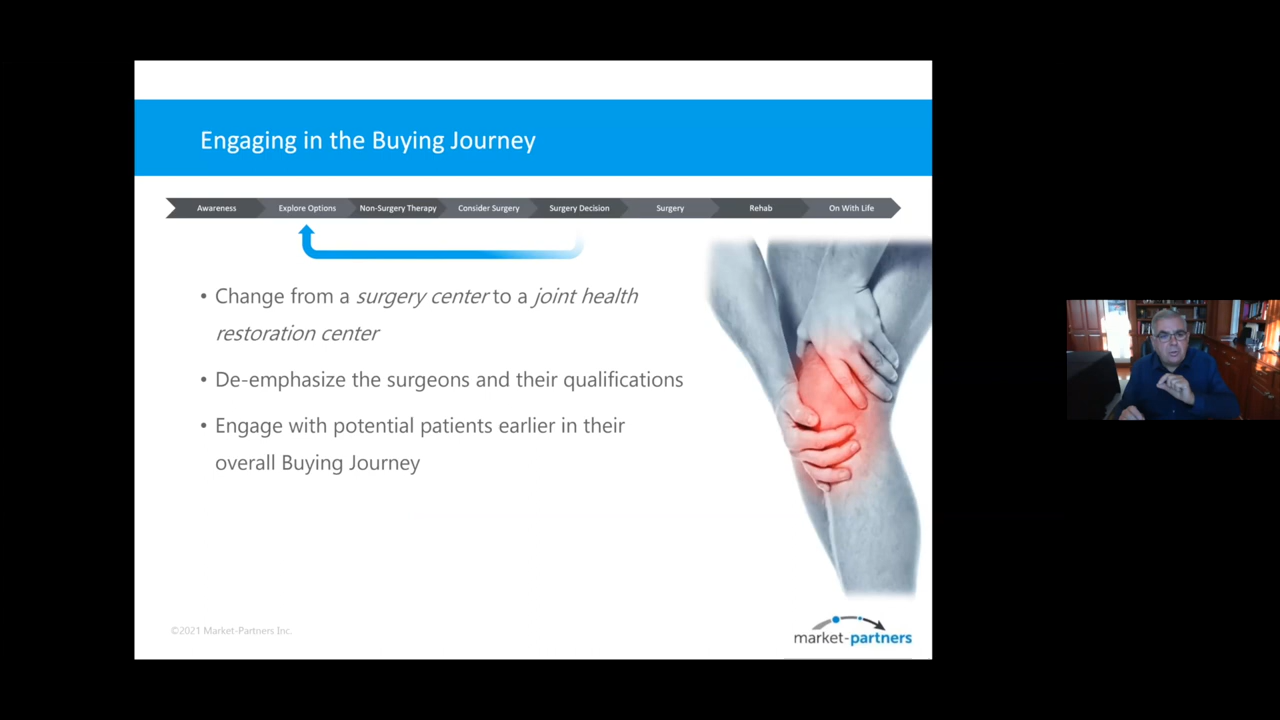 Engaging in the Buying Journey
Awareness
Explore Options
Non-Surgery Therapy
Consider Surgery
Surgery Decision
Surgery
Rehab
On With Life
• Change from a surgery center to a joint health
restoration center
• De-emphasize the surgeons and their qualifications
• Engage with potential patients earlier in their
overall Buying Journey
©2021 Market-Partners Inc.
market-partners